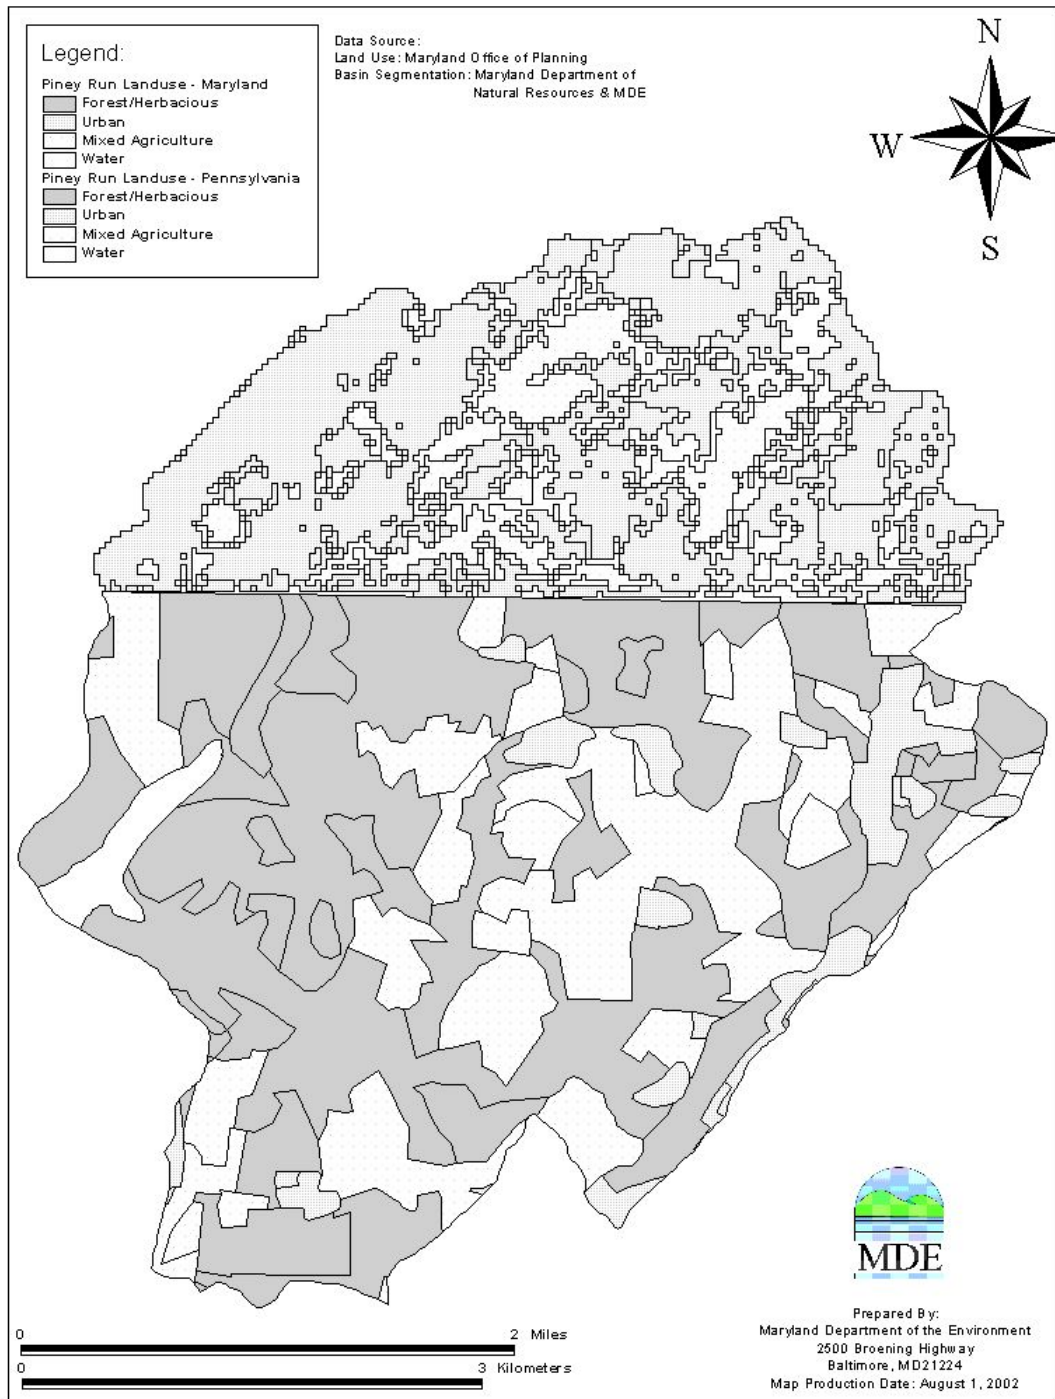 Legend:
Piney Run Landuse - Maryland
Forest/Herbacious
Urban
Mixed Agriculture
Water
Piney Run Landuse - Pennsylvania
Forest/Herbacious
Urban
Mixed Agriculture
Water
Data Source:
Land Use: Maryland Office of Planning
Basin Segmentation: Maryland Department of
Natural Resources & MDE
N
W
S
MDE
0 2 Miles
0 3 Kilometers
Prepared By:
Maryland Department of the Environment
2500 Broening Highway
Baltimore, MD21224
Map Production Date: August 1, 2002